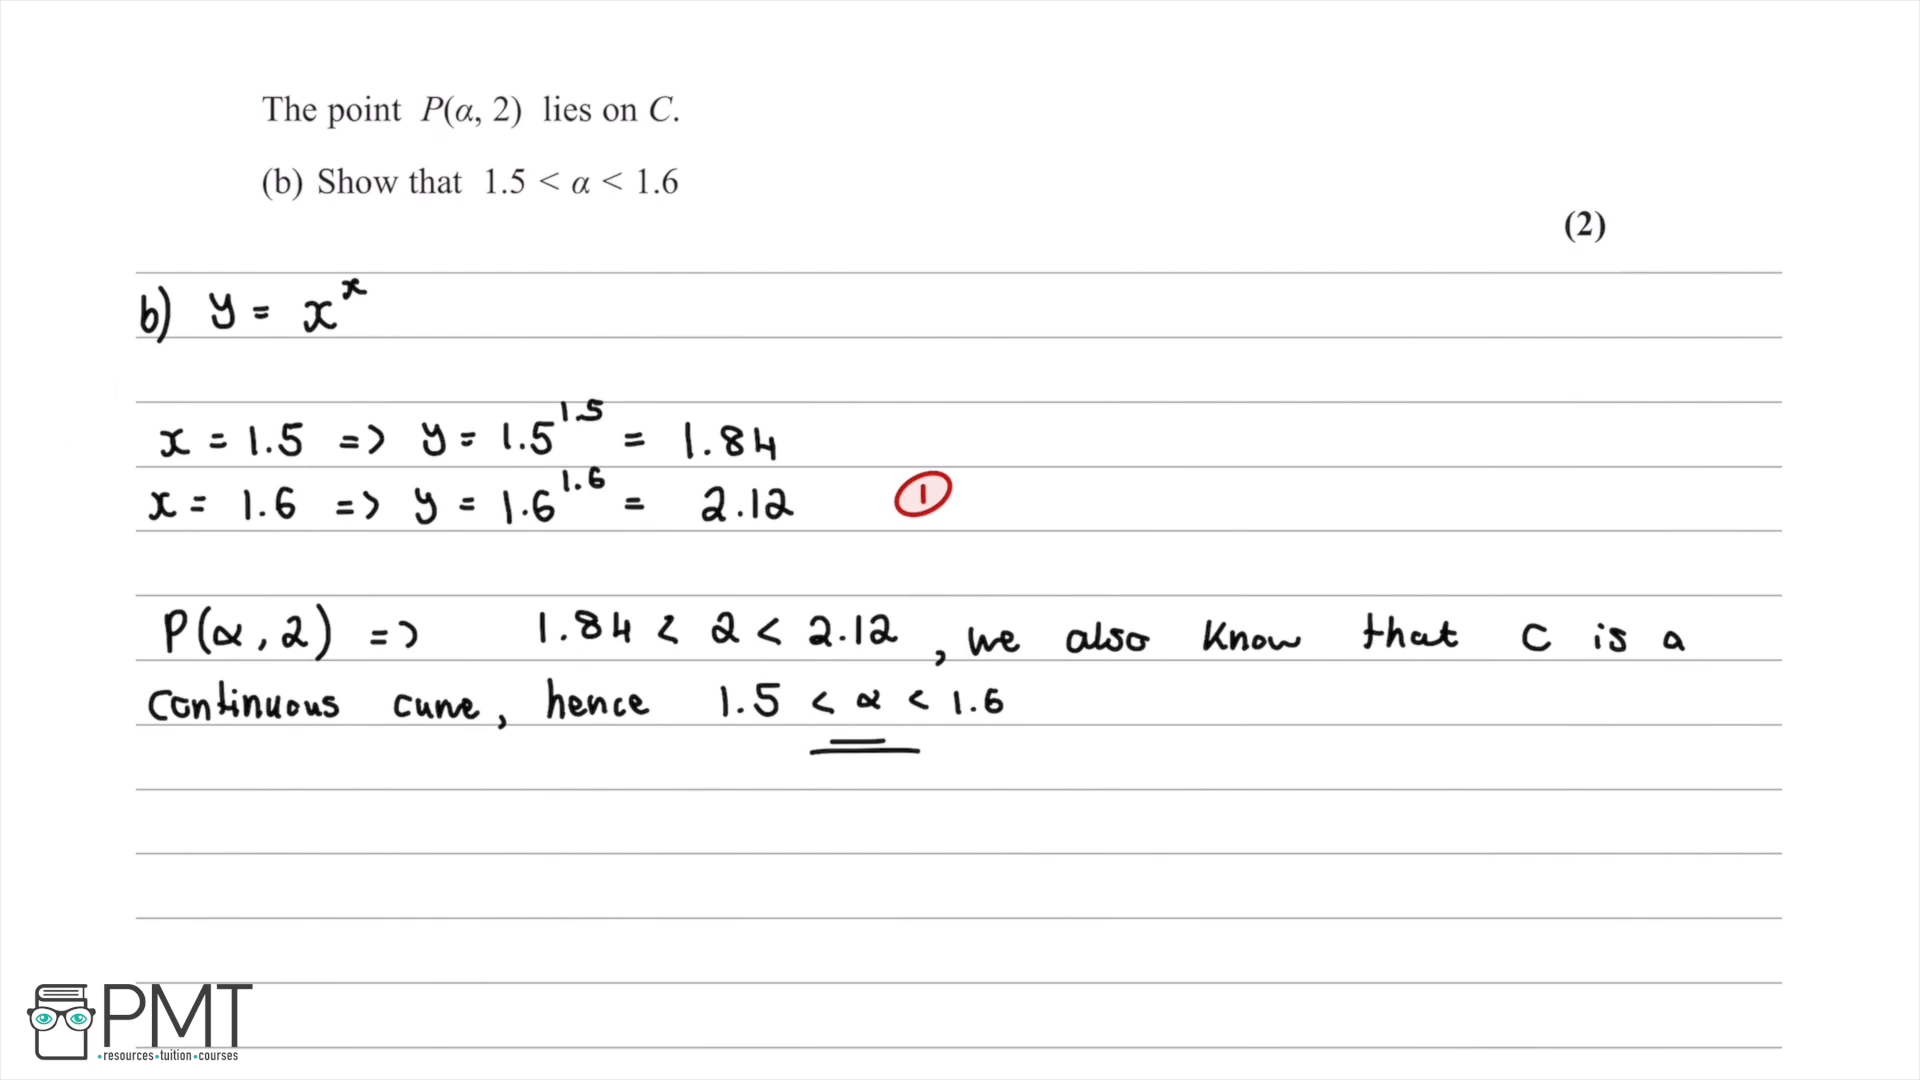 The point P(α, 2) lies on C.
(b) Show that 1.5 < α < 1.6
(2)
b) y = x^x
x = 1.5 => y = 1.5^1.5 = 1.84
x = 1.6 => y = 1.6^1.6 = 2.12 ①
P(α, 2) => 1.84 < 2 < 2.12, we also know that C is a
continuous curve, hence 1.5 < α < 1.6
PMT
•resources•tuition•courses